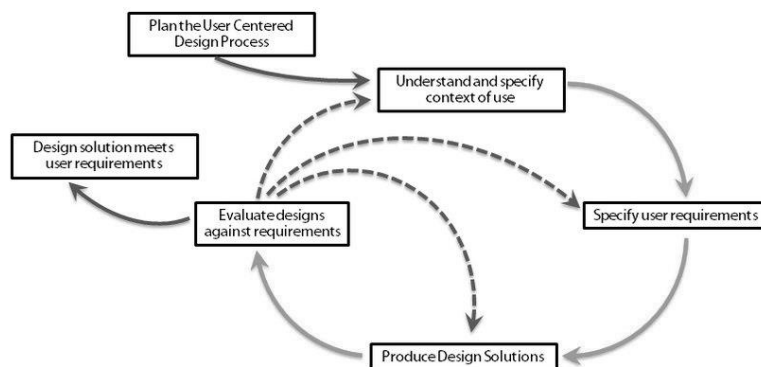 Plan the User Centered
Design Process
Understand and specify
context of use
Design solution meets
user requirements
Evaluate designs
against requirements
Specify user requirements
Produce Design Solutions